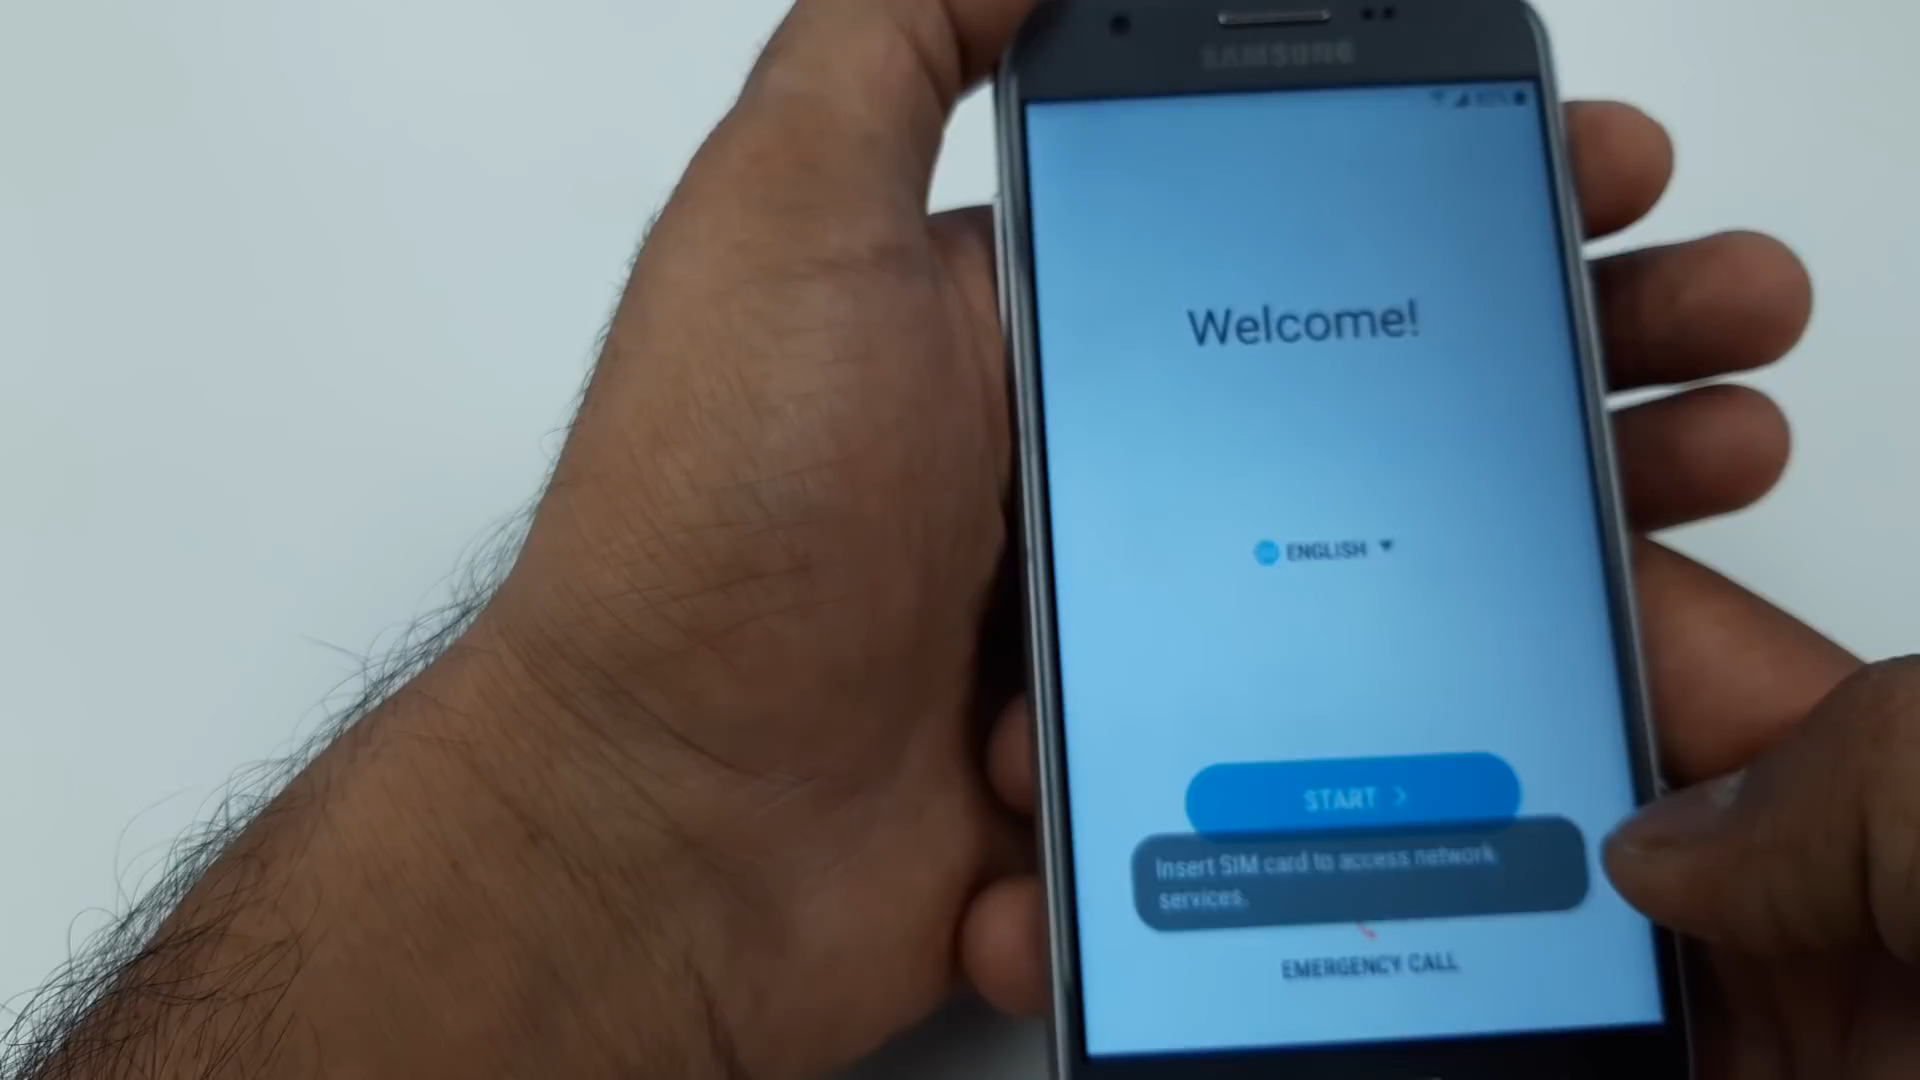 SAMSUNG
Welcome!
ENGLISH
START
Insert SIM card to access network
services.
EMERGENCY CALL